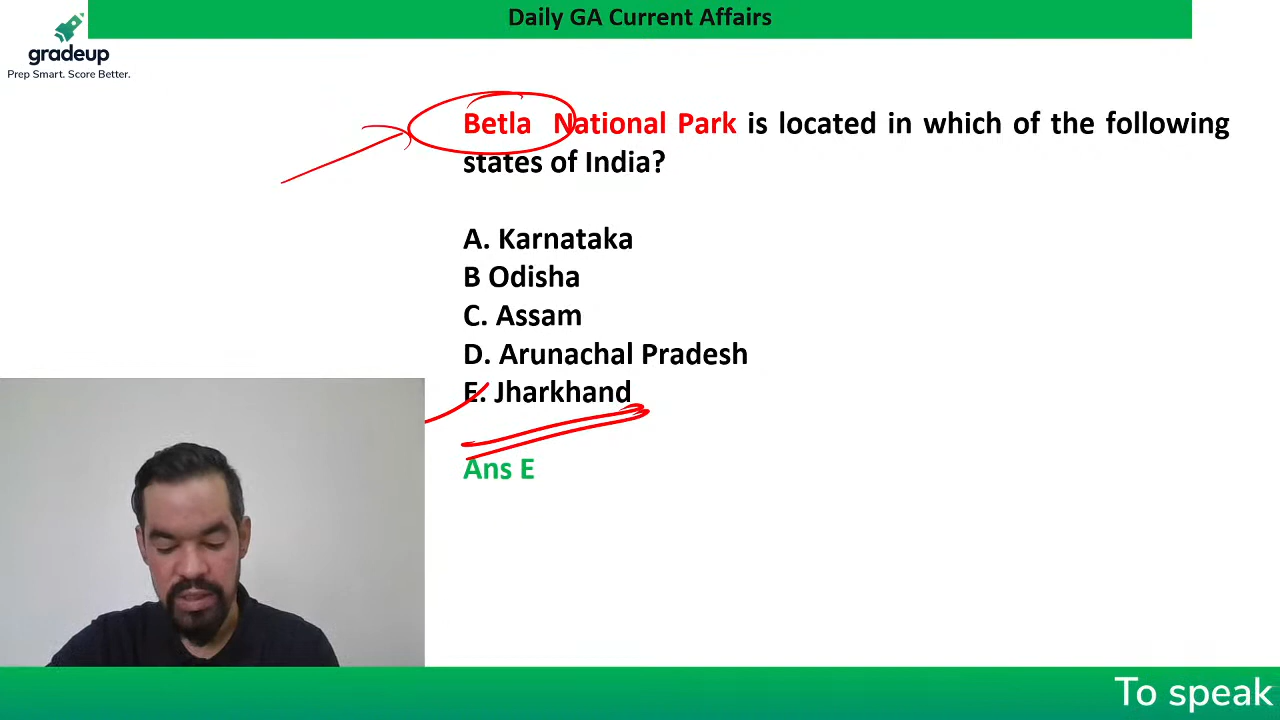 Daily GA Current Affairs
gradeup
Prep Smart. Score Better.
Betla National Park is located in which of the following
states of India?
A. Karnataka
B Odisha
C. Assam
D. Arunachal Pradesh
E. Jharkhand
Ans E
To speak